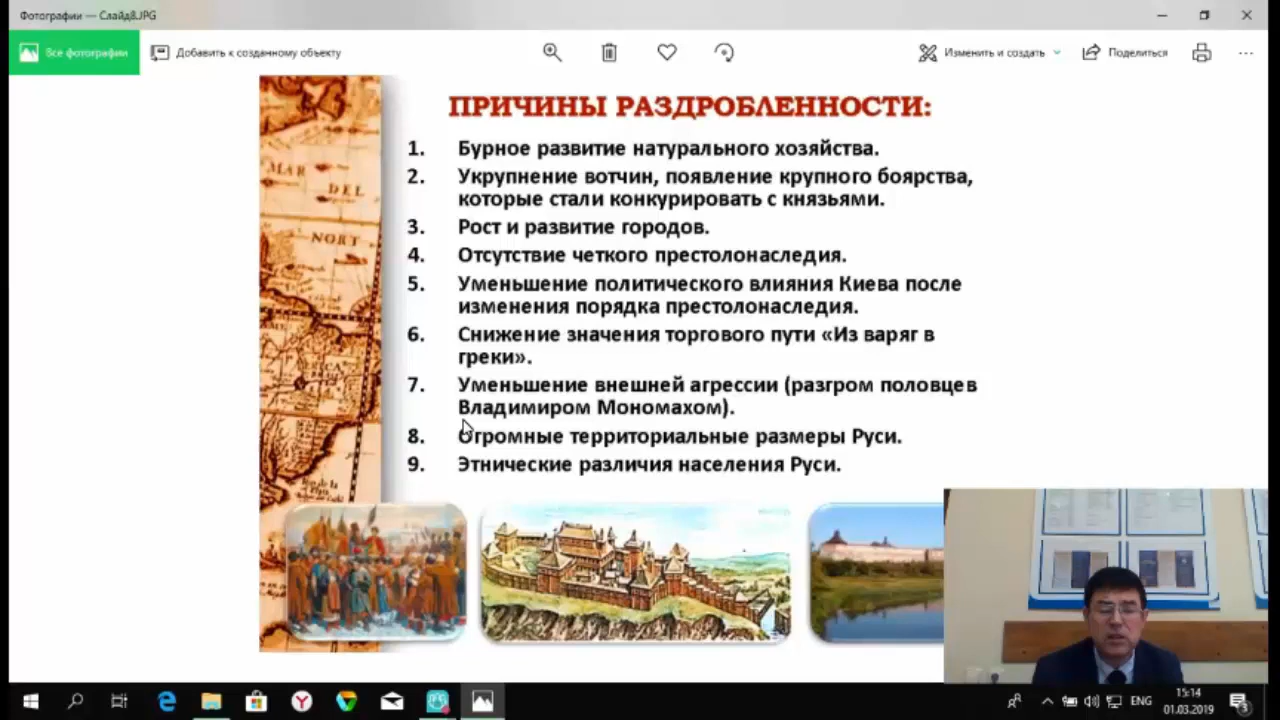 Фотографии — Слайд8.JPG
Все фотографии
Добавить к созданному объекту
Изменить и создать
Поделиться
ПРИЧИНЫ РАЗДРОБЛЕННОСТИ:
1. Бурное развитие натурального хозяйства.
2. Укрупнение вотчин, появление крупного боярства,
которые стали конкурировать с князьями.
3. Рост и развитие городов.
4. Отсутствие четкого престолонаследия.
5. Уменьшение политического влияния Киева после
изменения порядка престолонаследия.
6. Снижение значения торгового пути «Из варяг в
греки».
7. Уменьшение внешней агрессии (разгром половцев
Владимиром Мономахом).
8. Огромные территориальные размеры Руси.
9. Этнические различия населения Руси.
MAR
DEL
NORT
ENG
15:14
01.03.2019
3